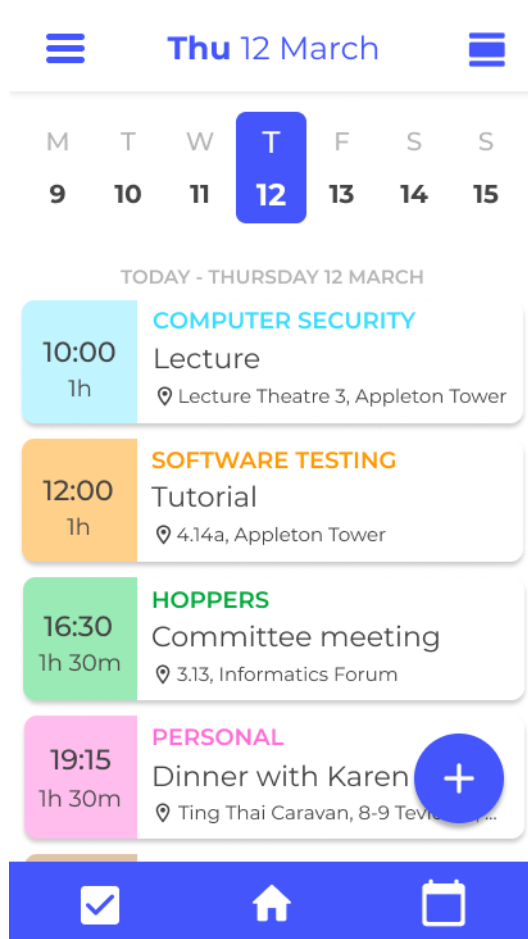 Thu 12 March
M T W T F S S
9 10 11 12 13 14 15
TODAY - THURSDAY 12 MARCH
COMPUTER SECURITY
10:00
Lecture
1h
Lecture Theatre 3, Appleton Tower
SOFTWARE TESTING
12:00
Tutorial
1h
4.14a, Appleton Tower
HOPPERS
16:30
Committee meeting
1h 30m
3.13, Informatics Forum
PERSONAL
19:15
Dinner with Karen
1h 30m
Ting Thai Caravan, 8-9